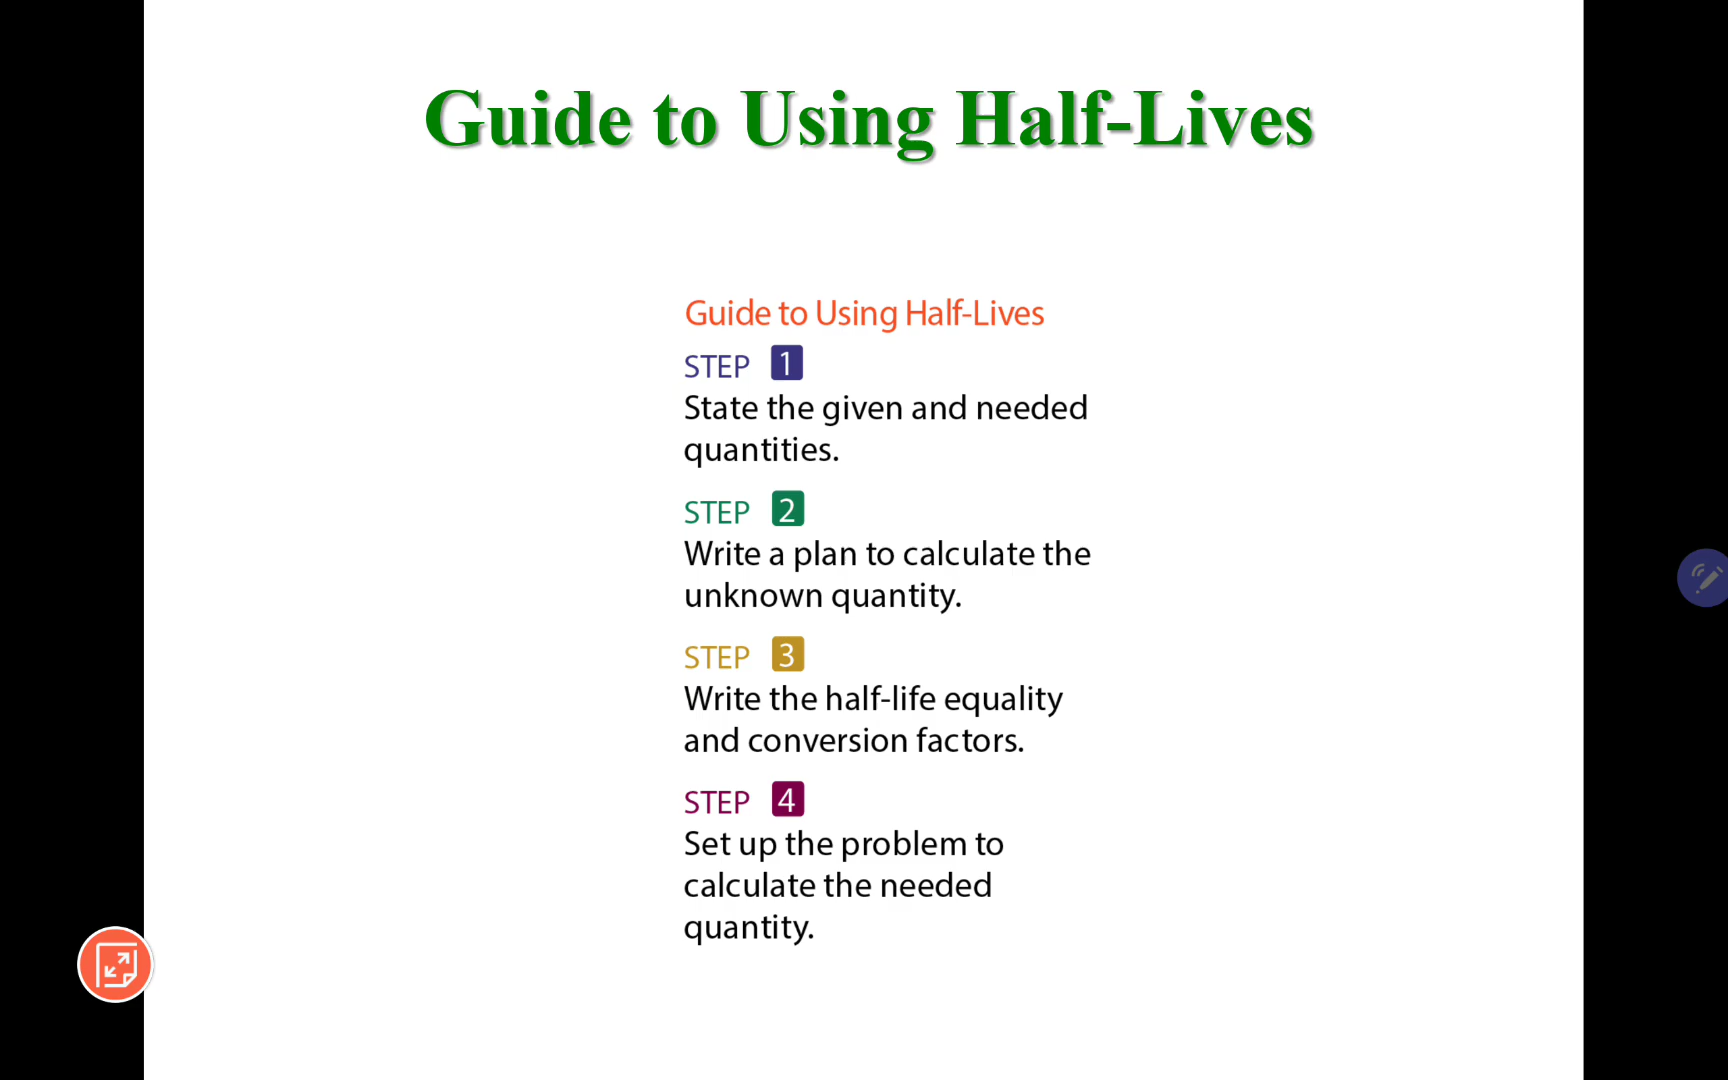 Guide to Using Half-Lives
Guide to Using Half-Lives
STEP 1
State the given and needed
quantities.
STEP 2
Write a plan to calculate the
unknown quantity.
STEP 3
Write the half-life equality
and conversion factors.
STEP 4
Set up the problem to
calculate the needed
quantity.